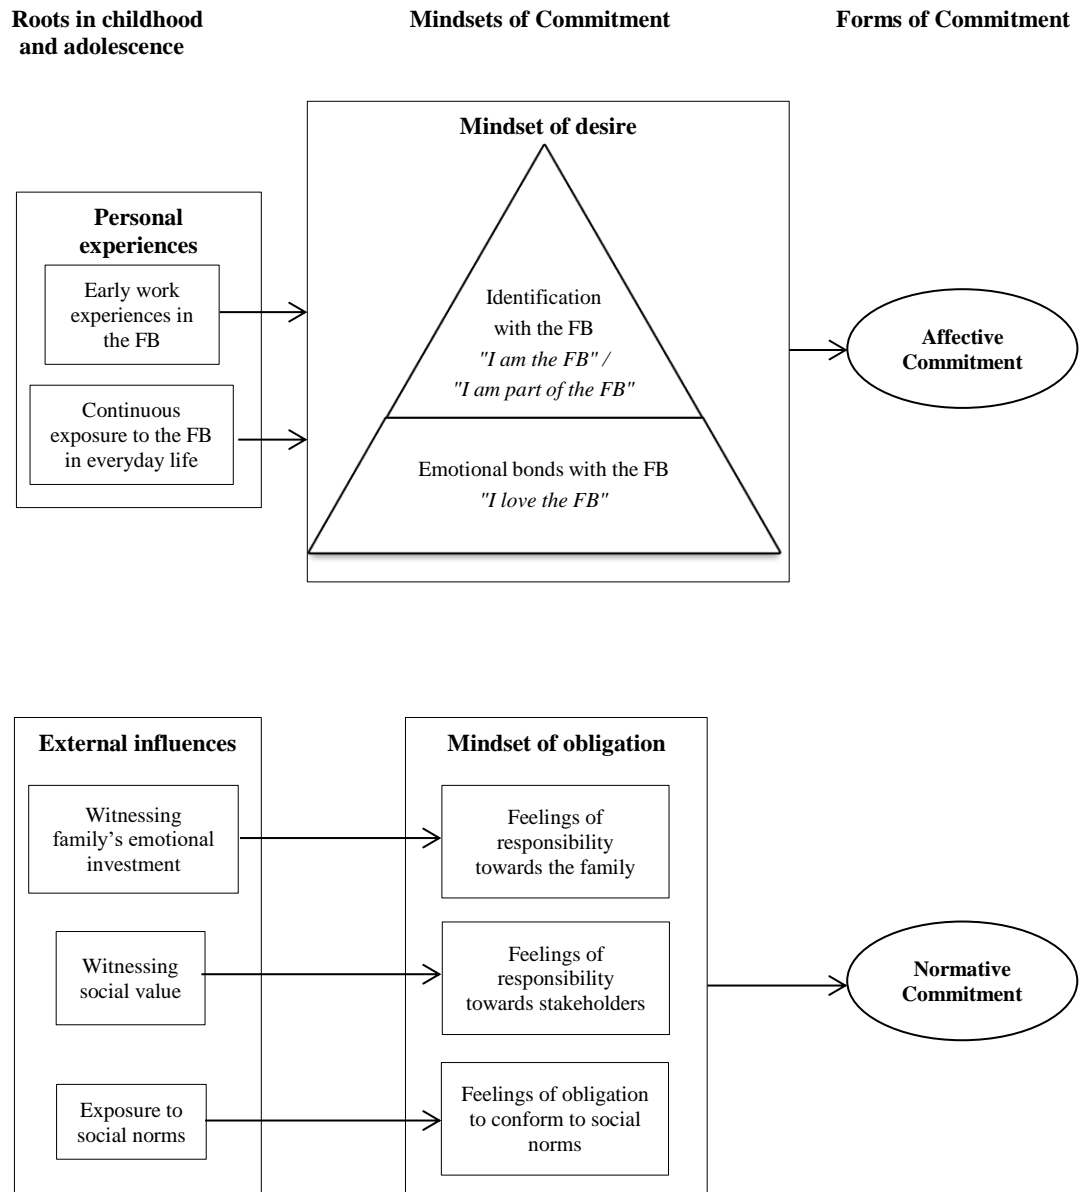 Roots in childhood
and adolescence
Mindsets of Commitment
Forms of Commitment
Mindset of desire
Personal
experiences
Early work
experiences in
the FB
Continuous
exposure to the FB
in everyday life
Identification
with the FB
"I am the FB" /
"I am part of the FB"
Emotional bonds with the FB
"I love the FB"
Affective
Commitment
External influences
Witnessing
family’s emotional
investment
Witnessing
social value
Exposure to
social norms
Mindset of obligation
Feelings of
responsibility
towards the family
Feelings of
responsibility
towards stakeholders
Feelings of obligation
to conform to social
norms
Normative
Commitment